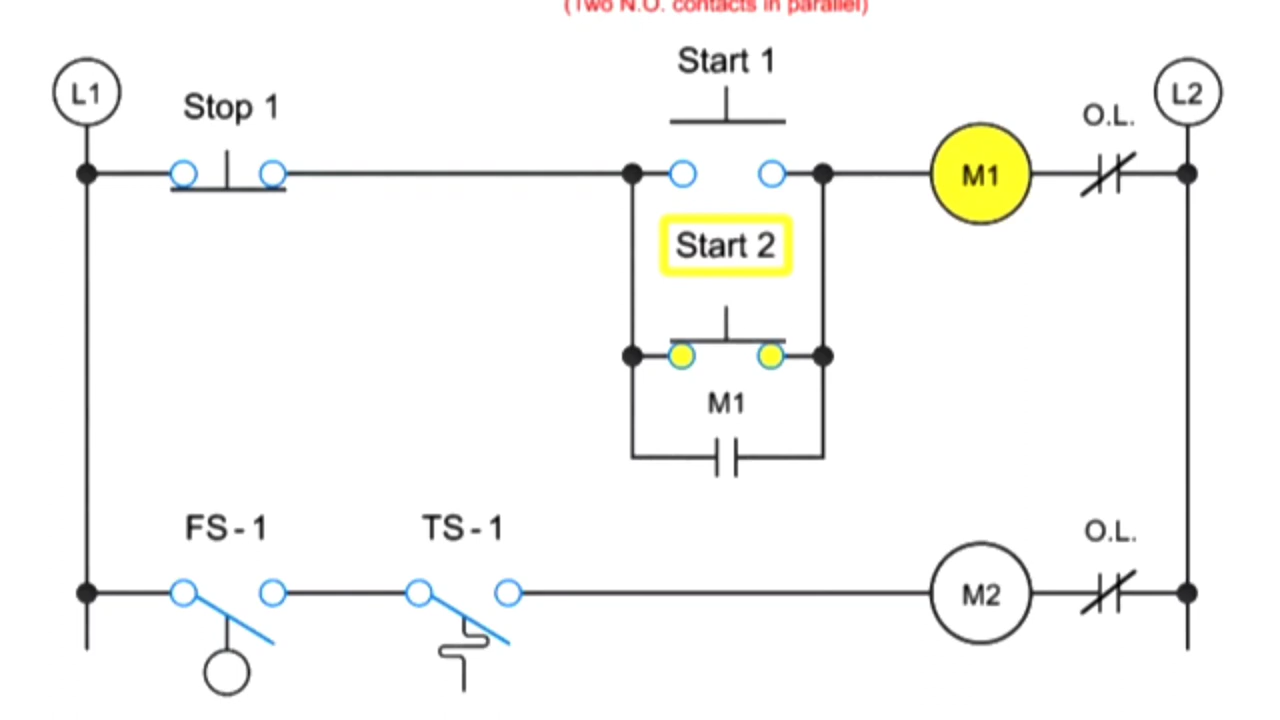 (Two N.O. contacts in parallel)
Start 1
L1
Stop 1
O.L.
L2
M1
Start 2
M1
FS - 1
TS - 1
O.L.
M2